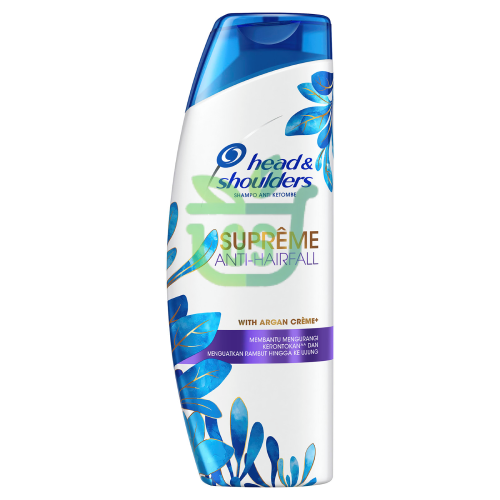 head &
shoulders
SHAMPO ANTI KETOMBE
SUPRÊME
ANTI-HAIRFALL
WITH ARGAN CRÈME+
MEMBANTU MENGURANGI
KERONTOKAN** DAN
MENGUATKAN RAMBUT HINGGA KE UJUNG